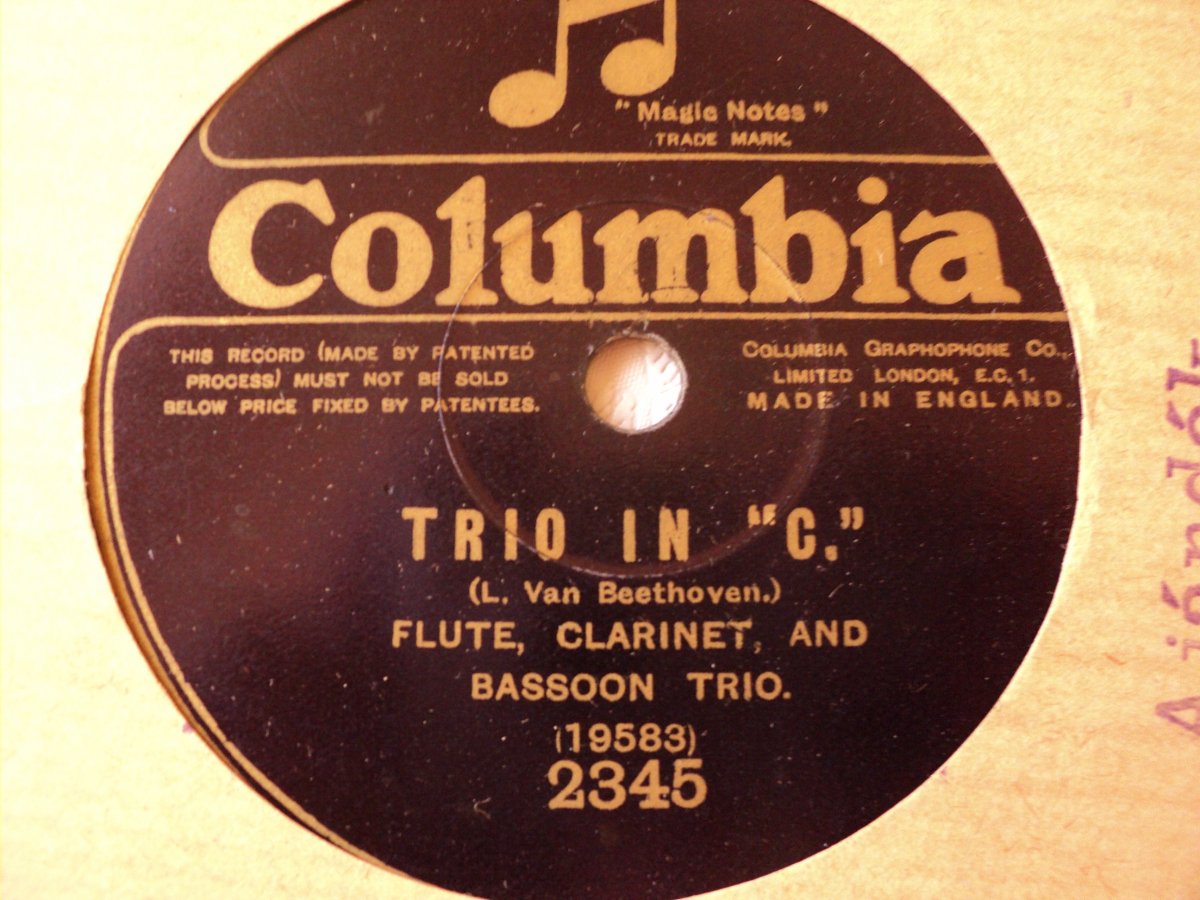 "Magic Notes"
TRADE MARK.
Columbia
THIS RECORD (MADE BY PATENTED
PROCESS) MUST NOT BE SOLD
BELOW PRICE FIXED BY PATENTEES.
COLUMBIA GRAPHOPHONE CO.,
LIMITED LONDON, E.C.1.
MADE IN ENGLAND.
TRIO IN "C."
(L. Van Beethoven.)
FLUTE, CLARINET, AND
BASSOON TRIO.
(19583)
2345